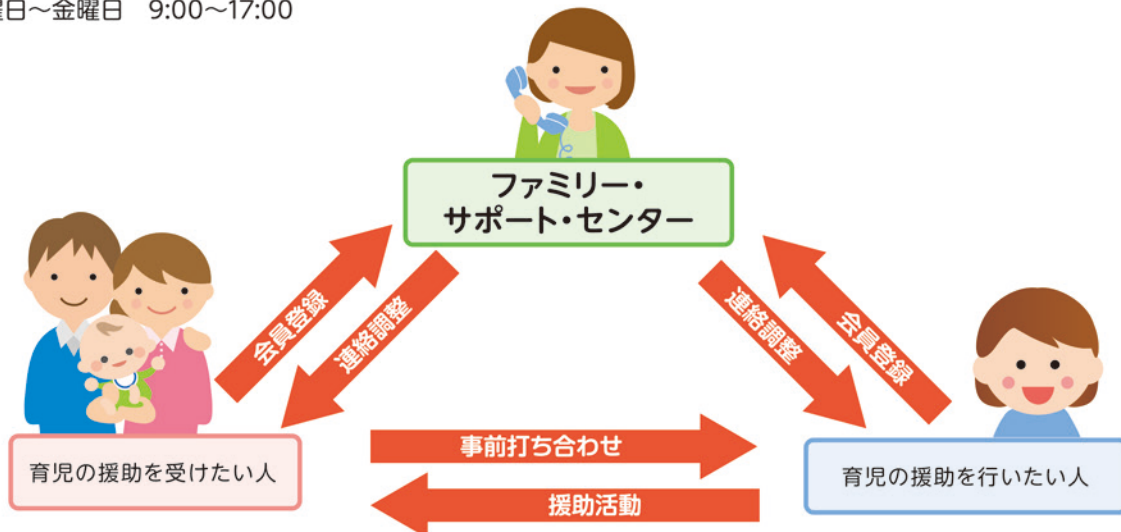 曜日～金曜日　9:00～17:00
ファミリー・
サポート・センター
会員登録
連絡調整
連絡調整
会員登録
事前打ち合わせ
育児の援助を受けたい人
育児の援助を行いたい人
援助活動